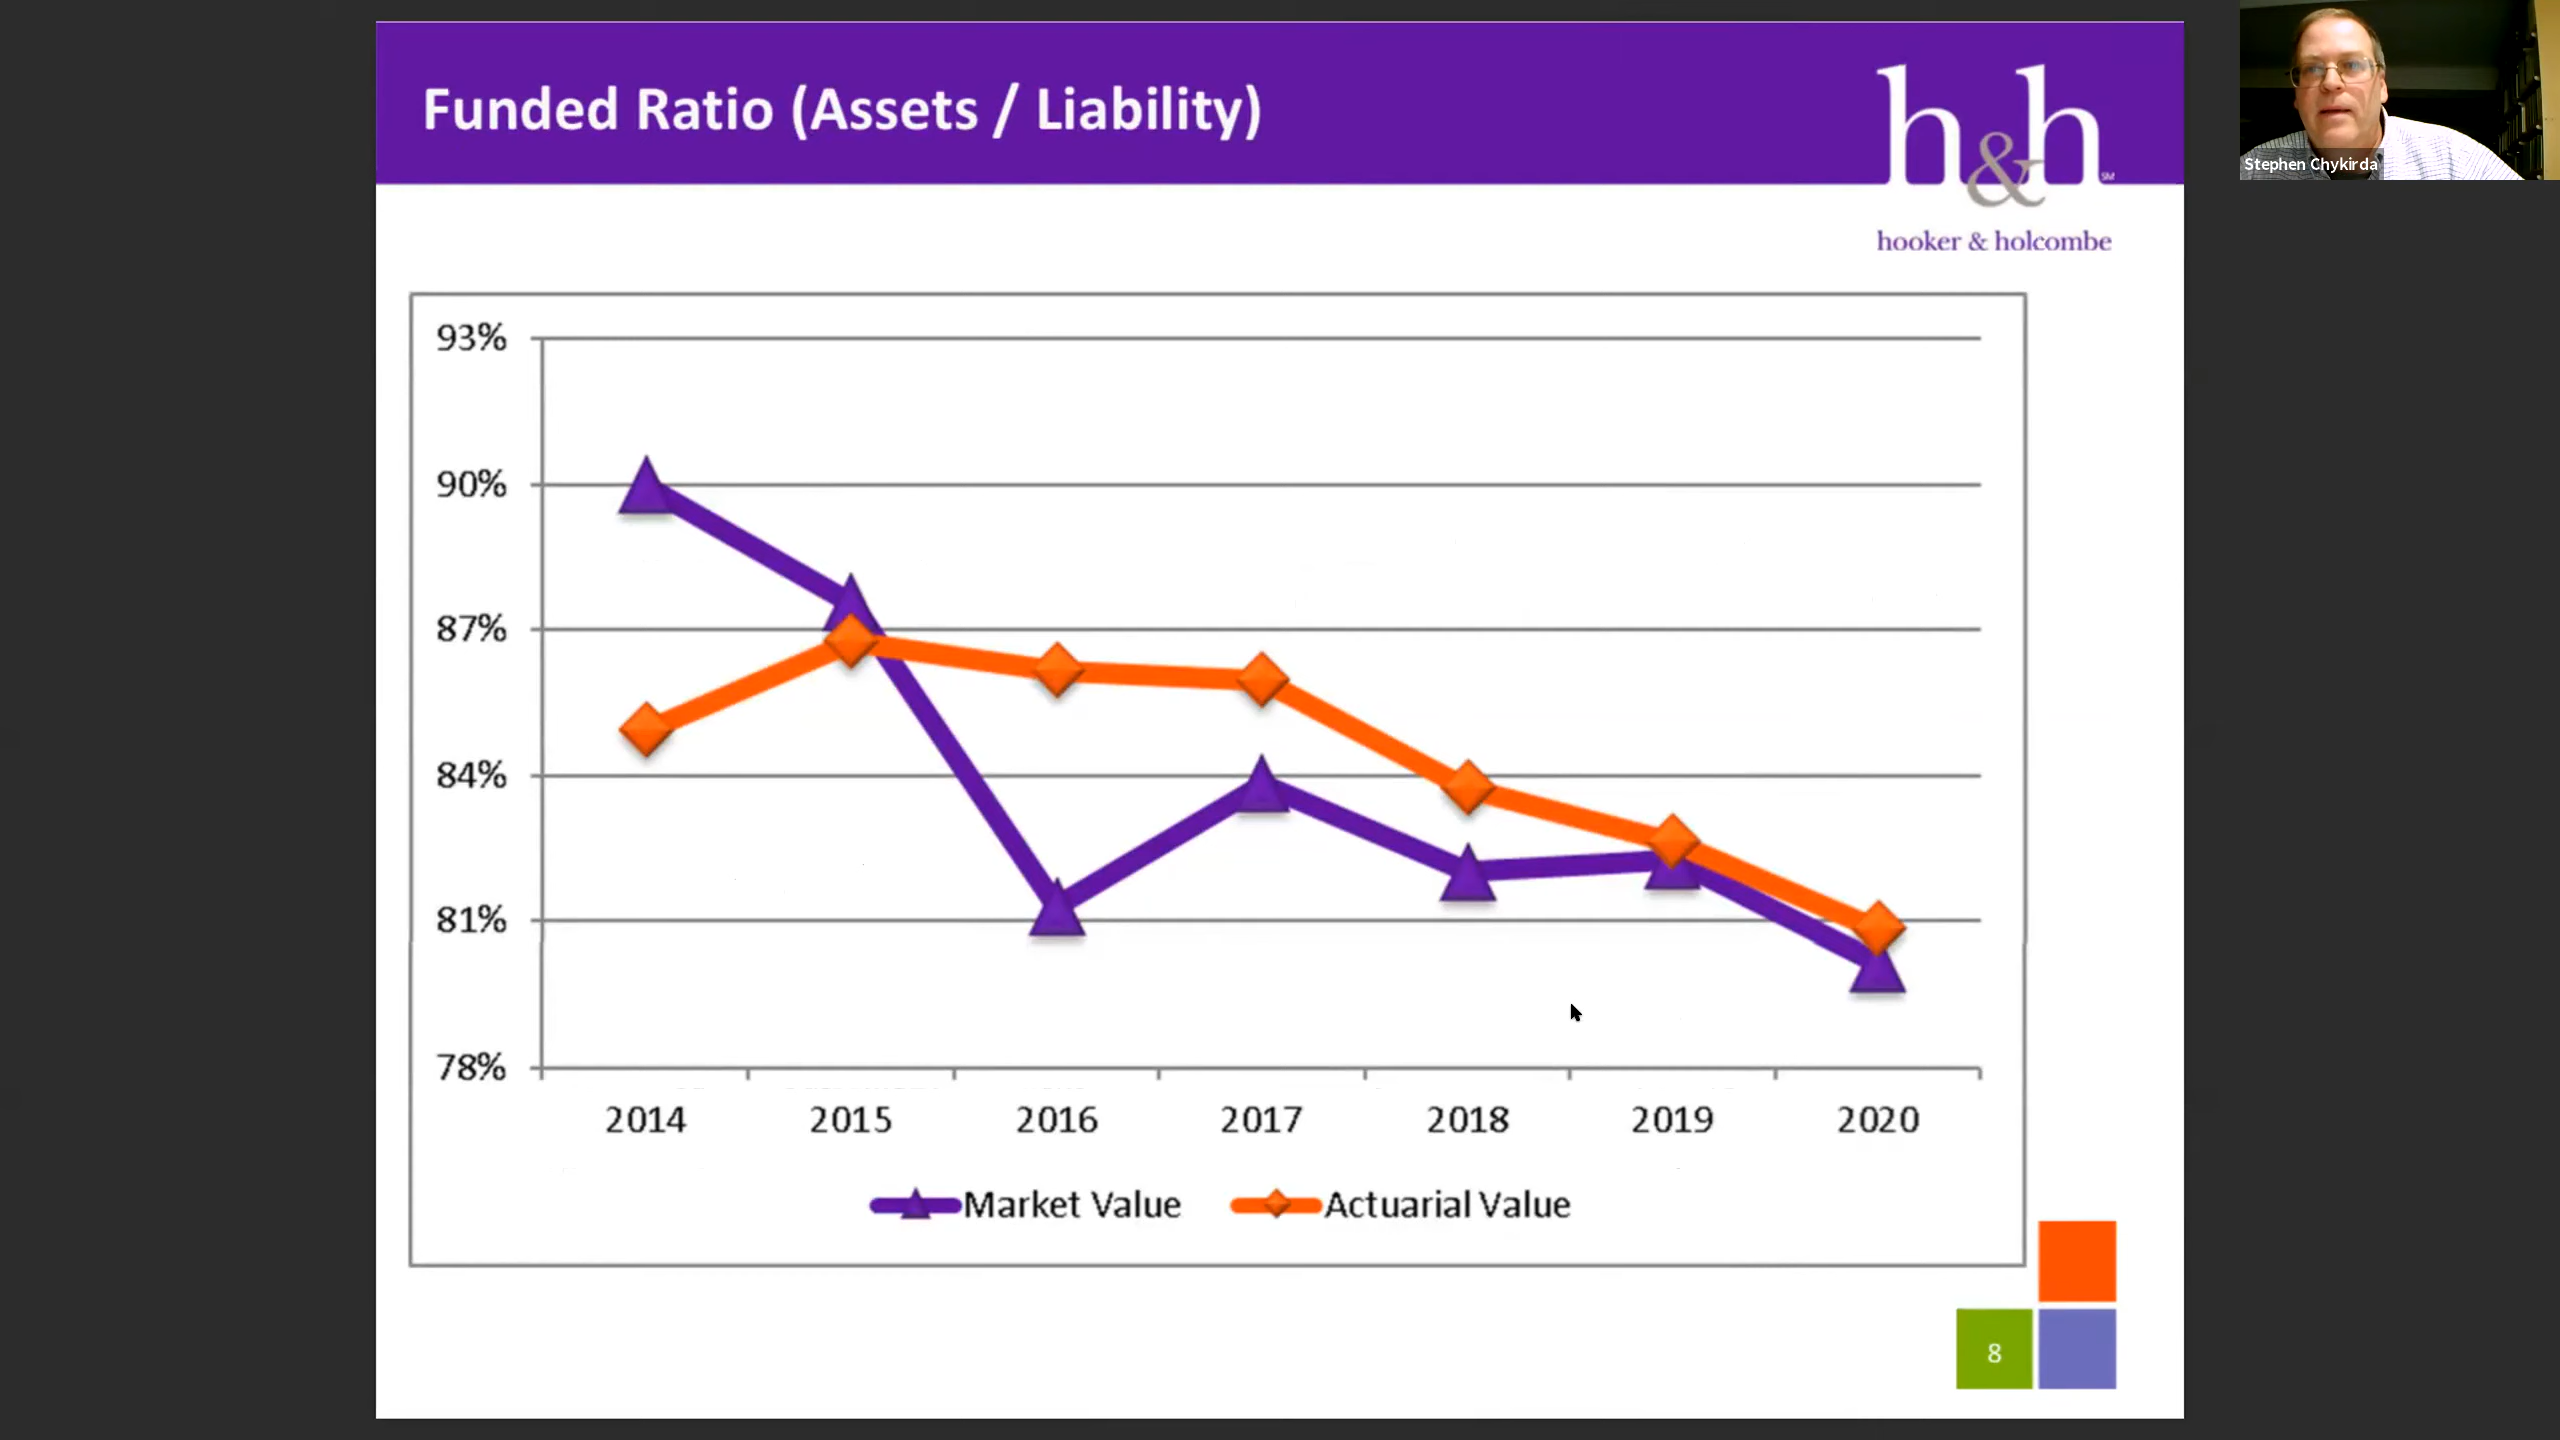 Funded Ratio (Assets / Liability)
h&h SM
hooker & holcombe
Stephen Chykirda
93%
90%
87%
84%
81%
78%
2014 2015 2016 2017 2018 2019 2020
Market Value Actuarial Value
8